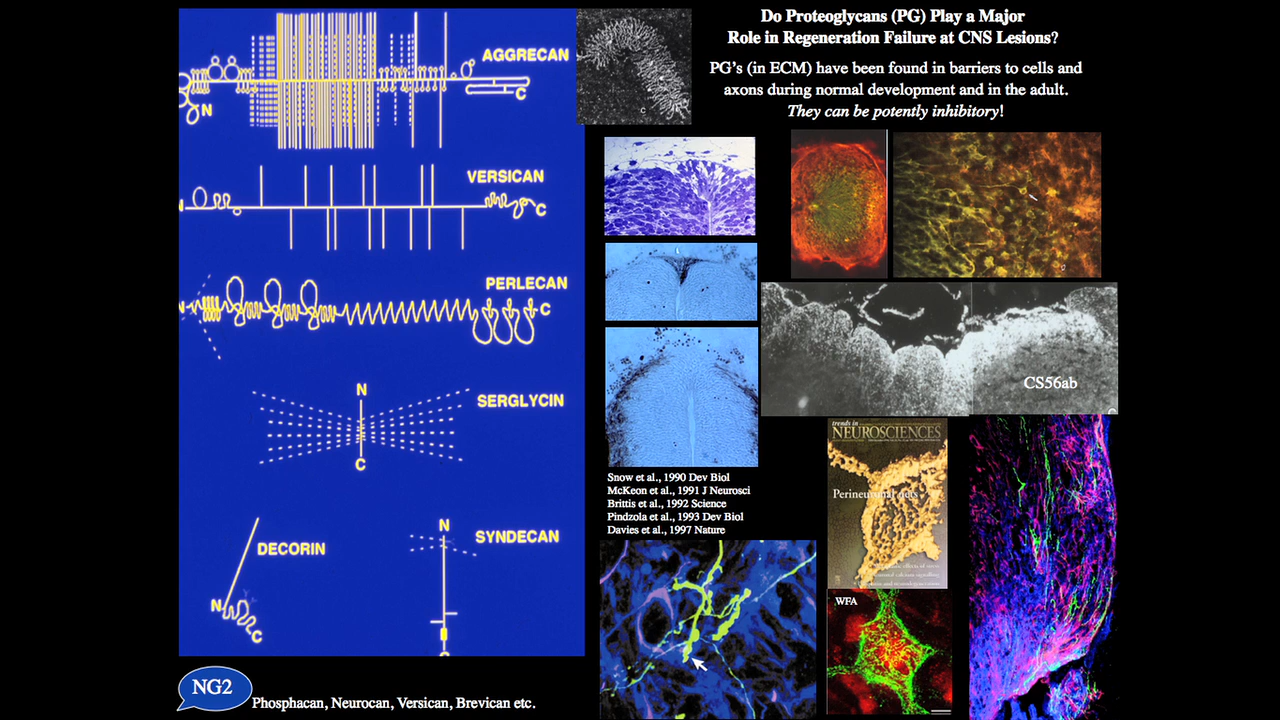 Do Proteoglycans (PG) Play a Major
Role in Regeneration Failure at CNS Lesions?
PG's (in ECM) have been found in barriers to cells and
axons during normal development and in the adult.
They can be potently inhibitory!
AGGRECAN
N
C
VERSICAN
N
C
PERLECAN
N
C
N
SERGLYCIN
C
DECORIN
N
C
N
SYNDECAN
C
NG2
Phosphacan, Neurocan, Versican, Brevican etc.
CS56ab
Snow et al., 1990 Dev Biol
McKeon et al., 1991 J Neurosci
Brittis et al., 1992 Science
Pindzola et al., 1993 Dev Biol
Davies et al., 1997 Nature
trends in
NEUROSCIENCES
Perineuronal nets
WFA